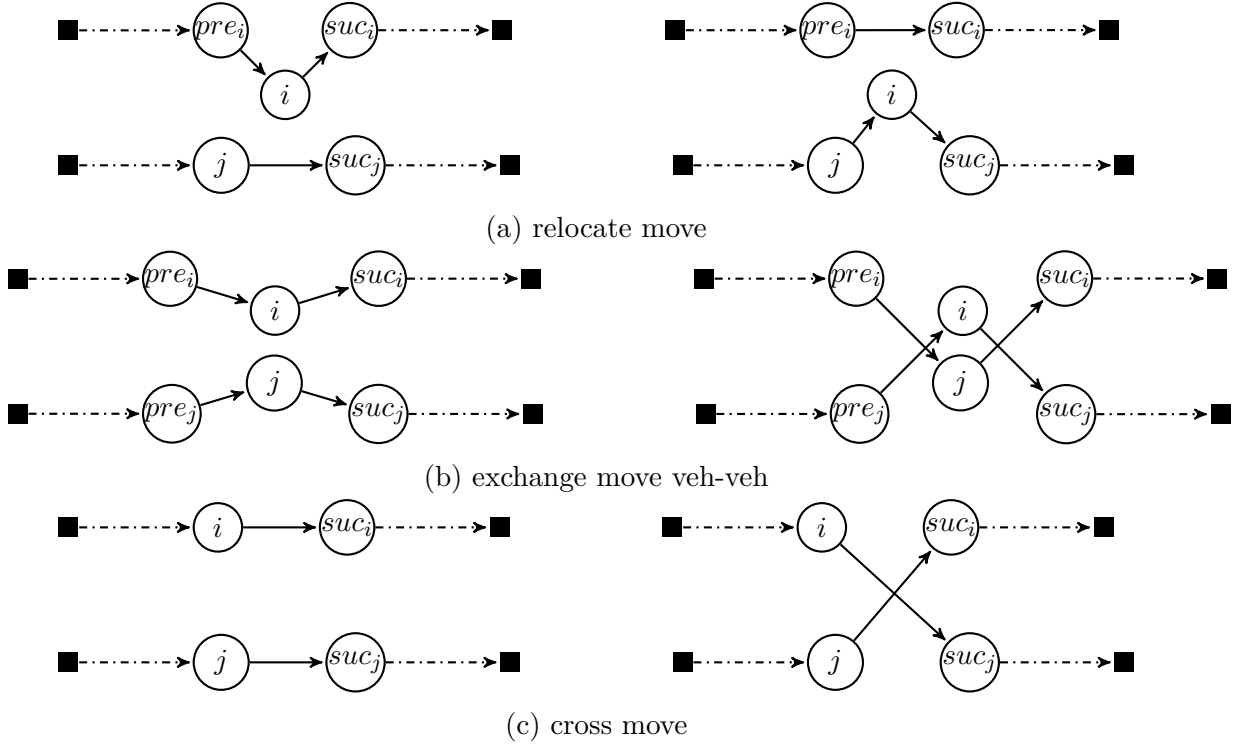 pre_i suc_i pre_i suc_i
i i
j suc_j j suc_j
(a) relocate move
pre_i suc_i pre_i suc_i
i i
j j
pre_j suc_j pre_j suc_j
(b) exchange move veh-veh
i suc_i i suc_i
j suc_j j suc_j
(c) cross move